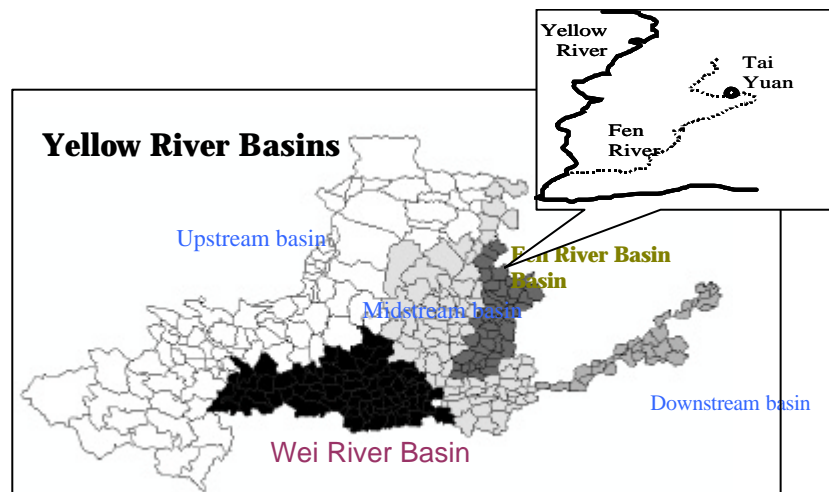 Yellow
River
Tai
Yuan
Fen
River
Yellow River Basins
Upstream basin
Fen River Basin
Basin
Midstream basin
Downstream basin
Wei River Basin